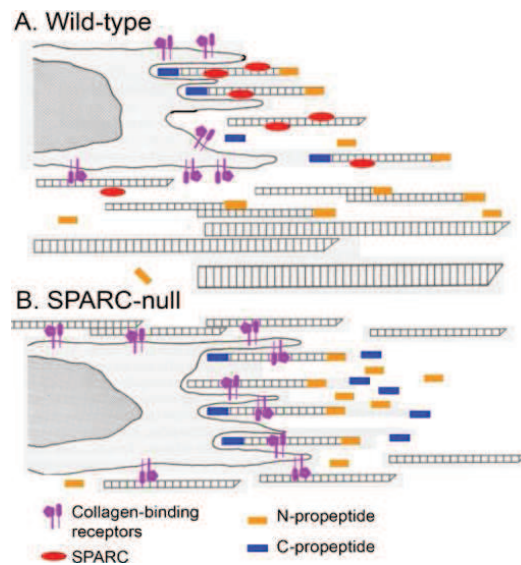 A. Wild-type
B. SPARC-null
Collagen-binding
receptors
SPARC
N-propeptide
C-propeptide